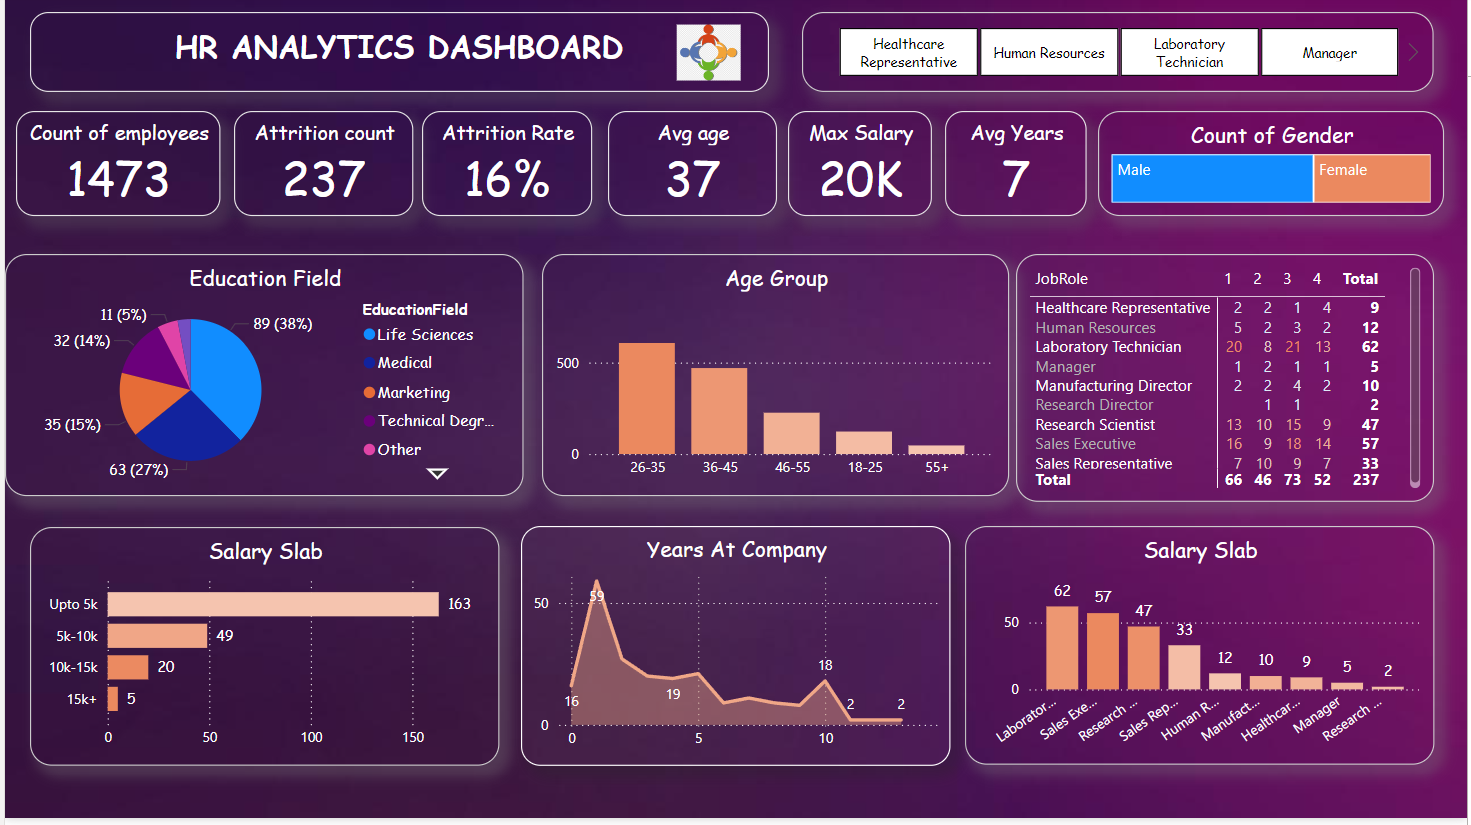 HR ANALYTICS DASHBOARD
Healthcare
Representative
Human Resources
Laboratory
Technician
Manager
Count of employees
1473
Attrition count
237
Attrition Rate
16%
Avg age
37
Max Salary
20K
Avg Years
7
Count of Gender
Male
Female
Education Field
11 (5%)
89 (38%)
32 (14%)
35 (15%)
63 (27%)
EducationField
Life Sciences
Medical
Marketing
Technical Degr...
Other
Age Group
500
0
26-35 36-45 46-55 18-25 55+
JobRole 1 2 3 4 Total
Healthcare Representative 2 2 1 4 9
Human Resources 5 2 3 2 12
Laboratory Technician 20 8 21 13 62
Manager 1 2 1 1 5
Manufacturing Director 2 2 4 2 10
Research Director 1 1 2
Research Scientist 13 10 15 9 47
Sales Executive 16 9 18 14 57
Sales Representative 7 10 9 7 33
Total 66 46 73 52 237
Salary Slab
Upto 5k 163
5k-10k 49
10k-15k 20
15k+ 5
0 50 100 150
Years At Company
50
59
18
19
16
2
2
0
0 5 10
Salary Slab
62
57
50
47
33
12
10
9
5
2
0
Laborator...
Sales Exe...
Research ...
Sales Rep...
Human R...
Manufact...
Healthcar...
Manager
Research ...